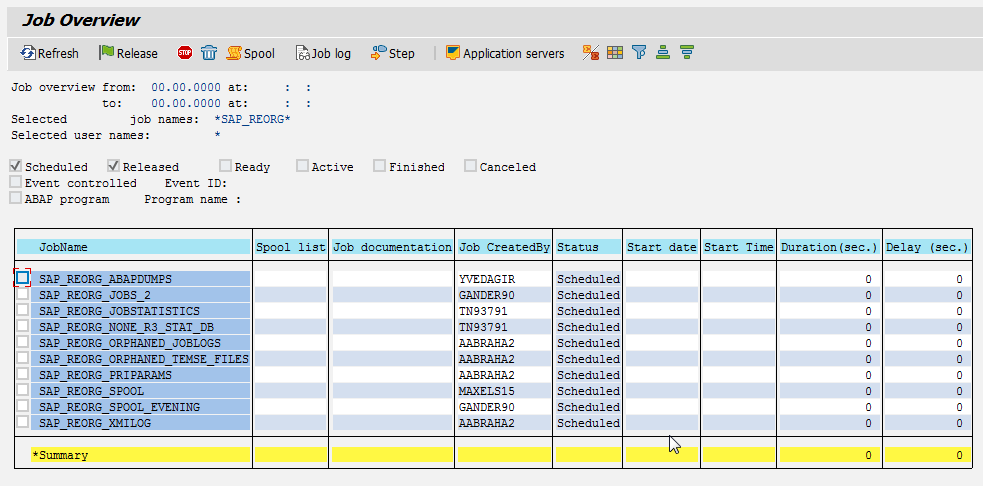 Job Overview
Refresh Release STOP Spool Job log Step Application servers
Job overview from: 00.00.0000 at: : :
to: 00.00.0000 at: : :
Selected job names: *SAP_REORG*
Selected user names: *
Scheduled Released Ready Active Finished Canceled
Event controlled Event ID:
ABAP program Program name :
JobName Spool list Job documentation Job CreatedBy Status Start date Start Time Duration(sec.) Delay (sec.)
SAP_REORG_ABAPDUMPS YVEDAGIR Scheduled 0 0
SAP_REORG_JOBS_2 GANDER90 Scheduled 0 0
SAP_REORG_JOBSTATISTICS TN93791 Scheduled 0 0
SAP_REORG_NONE_R3_STAT_DB TN93791 Scheduled 0 0
SAP_REORG_ORPHANED_JOBLOGS AABRAHA2 Scheduled 0 0
SAP_REORG_ORPHANED_TEMSE_FILES AABRAHA2 Scheduled 0 0
SAP_REORG_PRIPARAMS AABRAHA2 Scheduled 0 0
SAP_REORG_SPOOL MAXELS15 Scheduled 0 0
SAP_REORG_SPOOL_EVENING GANDER90 Scheduled 0 0
SAP_REORG_XMILOG AABRAHA2 Scheduled 0 0
*Summary 0 0